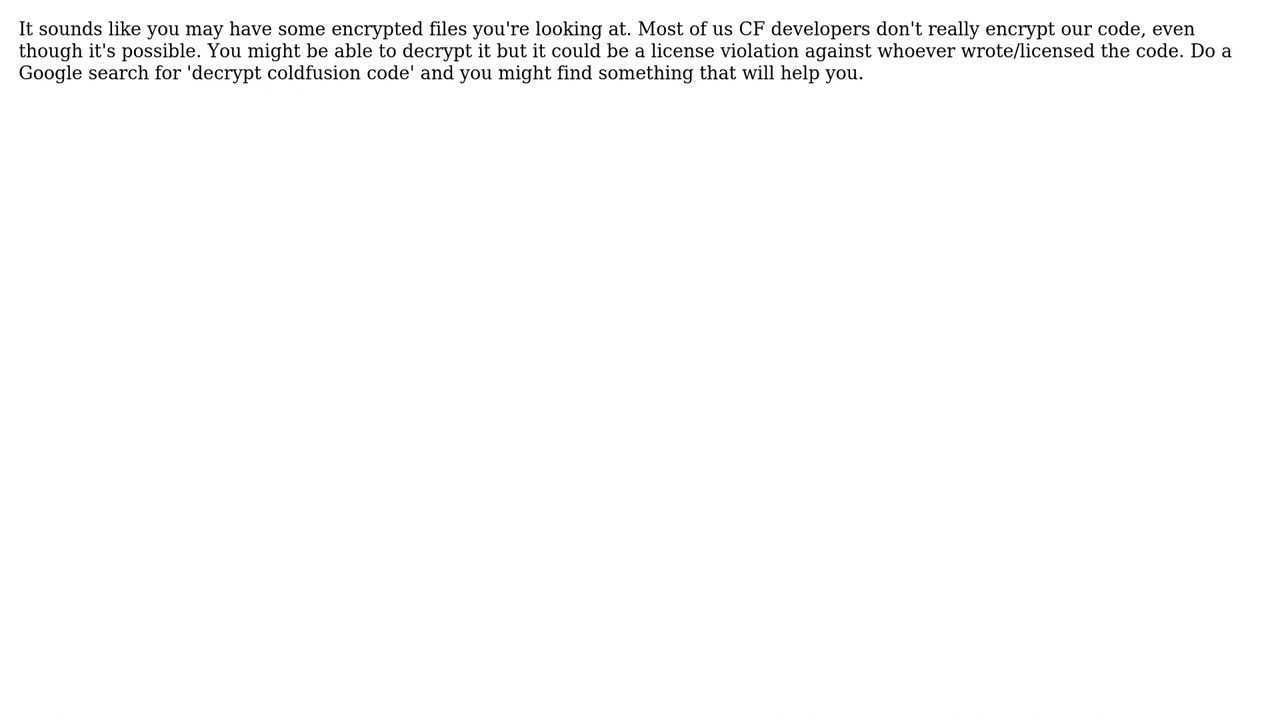 It sounds like you may have some encrypted files you're looking at. Most of us CF developers don't really encrypt our code, even
though it's possible. You might be able to decrypt it but it could be a license violation against whoever wrote/licensed the code. Do a
Google search for 'decrypt coldfusion code' and you might find something that will help you.